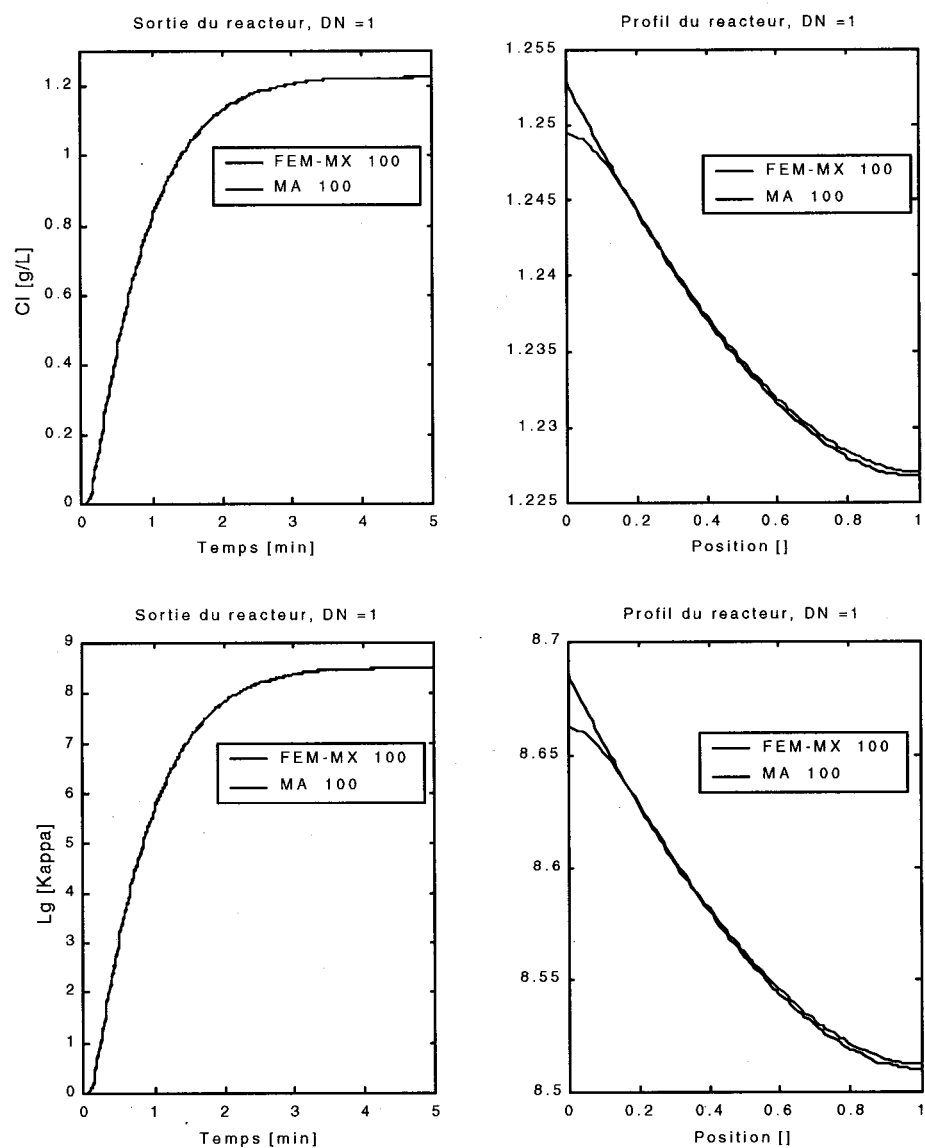 Sortie du reacteur, DN =1
Cl [g/L]
1.2
1
0.8
0.6
0.4
0.2
0
FEM-MX 100
MA 100
0 1 2 3 4 5
Temps [min]
Profil du reacteur, DN =1
1.255
1.25
1.245
1.24
1.235
1.23
1.225
FEM-MX 100
MA 100
0 0.2 0.4 0.6 0.8 1
Position []
Sortie du reacteur, DN =1
Lg [Kappa]
9
8
7
6
5
4
3
2
1
0
FEM-MX 100
MA 100
0 1 2 3 4 5
Temps [min]
Profil du reacteur, DN =1
8.7
8.65
8.6
8.55
8.5
FEM-MX 100
MA 100
0 0.2 0.4 0.6 0.8 1
Position []